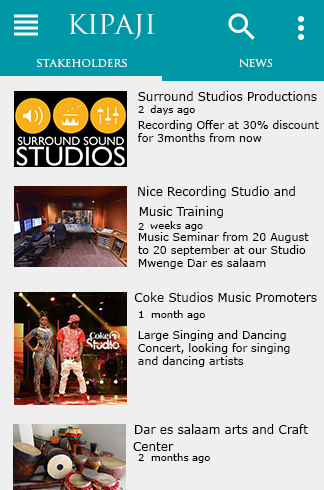 KIPAJI
STAKEHOLDERS
NEWS
SURROUND SOUND
STUDIOS
Surround Studios Productions
2 days ago
Recording Offer at 30% discount
for 3months from now
Nice Recording Studio and
Music Training
2 weeks ago
Music Seminar from 20 August
to 20 september at our Studio
Mwenge Dar es salaam
Coke
Studio
Coke Studios Music Promoters
1 month ago
Large Singing and Dancing
Concert, looking for singing
and dancing artists
Dar es salaam arts and Craft
Center
2 months ago